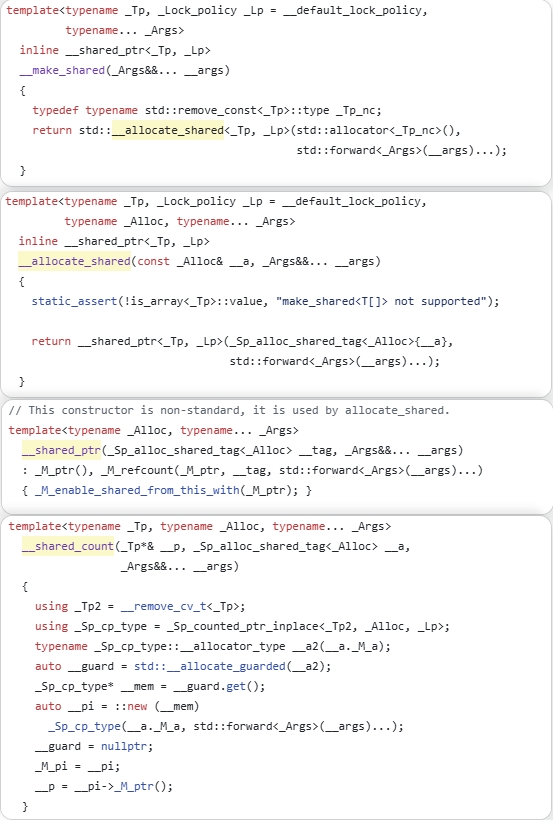 template<typename _Tp, _Lock_policy _Lp = __default_lock_policy,
         typename... _Args>
  inline __shared_ptr<_Tp, _Lp>
  __make_shared(_Args&&... __args)
  {
    typedef typename std::remove_const<_Tp>::type _Tp_nc;
    return std::__allocate_shared<_Tp, _Lp>(std::allocator<_Tp_nc>(),
                                            std::forward<_Args>(__args)...);
  }
template<typename _Tp, _Lock_policy _Lp = __default_lock_policy,
         typename _Alloc, typename... _Args>
  inline __shared_ptr<_Tp, _Lp>
  __allocate_shared(const _Alloc& __a, _Args&&... __args)
  {
    static_assert(!is_array<_Tp>::value, "make_shared<T[]> not supported");

    return __shared_ptr<_Tp, _Lp>(_Sp_alloc_shared_tag<_Alloc>{__a},
                                  std::forward<_Args>(__args)...);
  }
// This constructor is non-standard, it is used by allocate_shared.
template<typename _Alloc, typename... _Args>
  __shared_ptr(_Sp_alloc_shared_tag<_Alloc> __tag, _Args&&... __args)
  : _M_ptr(), _M_refcount(_M_ptr, __tag, std::forward<_Args>(__args)...)
  { _M_enable_shared_from_this_with(_M_ptr); }
template<typename _Tp, typename _Alloc, typename... _Args>
  __shared_count(_Tp*& __p, _Sp_alloc_shared_tag<_Alloc> __a,
                 _Args&&... __args)
  {
    using _Tp2 = __remove_cv_t<_Tp>;
    using _Sp_cp_type = _Sp_counted_ptr_inplace<_Tp2, _Alloc, _Lp>;
    typename _Sp_cp_type::__allocator_type __a2(__a._M_a);
    auto __guard = std::__allocate_guarded(__a2);
    _Sp_cp_type* __mem = __guard.get();
    auto __pi = ::new (__mem)
      _Sp_cp_type(__a._M_a, std::forward<_Args>(__args)...);
    __guard = nullptr;
    _M_pi = __pi;
    __p = __pi->_M_ptr();
  }